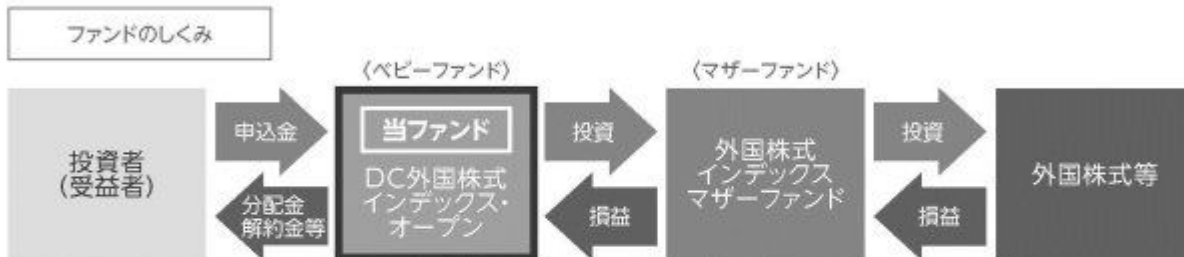 ファンドのしくみ
〈ベビーファンド〉
〈マザーファンド〉
投資者
(受益者)
申込金
分配金
解約金等
当ファンド
DC外国株式
インデックス・
オープン
投資
損益
外国株式
インデックス
マザーファンド
投資
損益
外国株式等